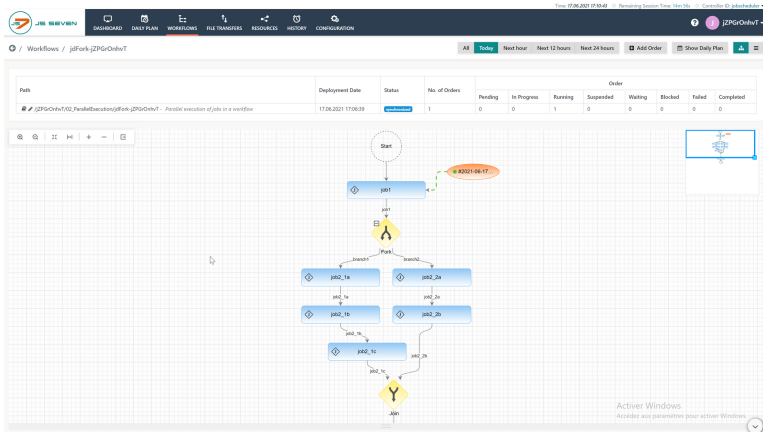 Time: 17.06.2021 17:10:43 Remaining Session Time: 14m 56s Controller ID: jobscheduler
JS SEVEN
DASHBOARD DAILY PLAN WORKFLOWS FILE TRANSFERS RESOURCES HISTORY CONFIGURATION
J jZPGrOnhvT
/ Workflows / jdFork-jZPGrOnhvT
All Today Next hour Next 12 hours Next 24 hours Add Order Show Daily Plan
Path Deployment Date Status No. of Orders Order
Pending In Progress Running Suspended Waiting Blocked Failed Completed
/jZPGrOnhvT/02_ParallelExecution/jdFork-jZPGrOnhvT - Parallel execution of jobs in a workflow 17.06.2021 17:06:39 synchronized 1 0 0 1 0 0 0 0 0
Start
#2021-06-17...
job1
job1
Fork
branch1 branch2
job2_1a job2_2a
job2_1a job2_2a
job2_1b job2_2b
job2_1b
job2_1c
job2_2b
job2_1c
Join
Activer Windows
Accédez aux paramètres pour activer Windows.